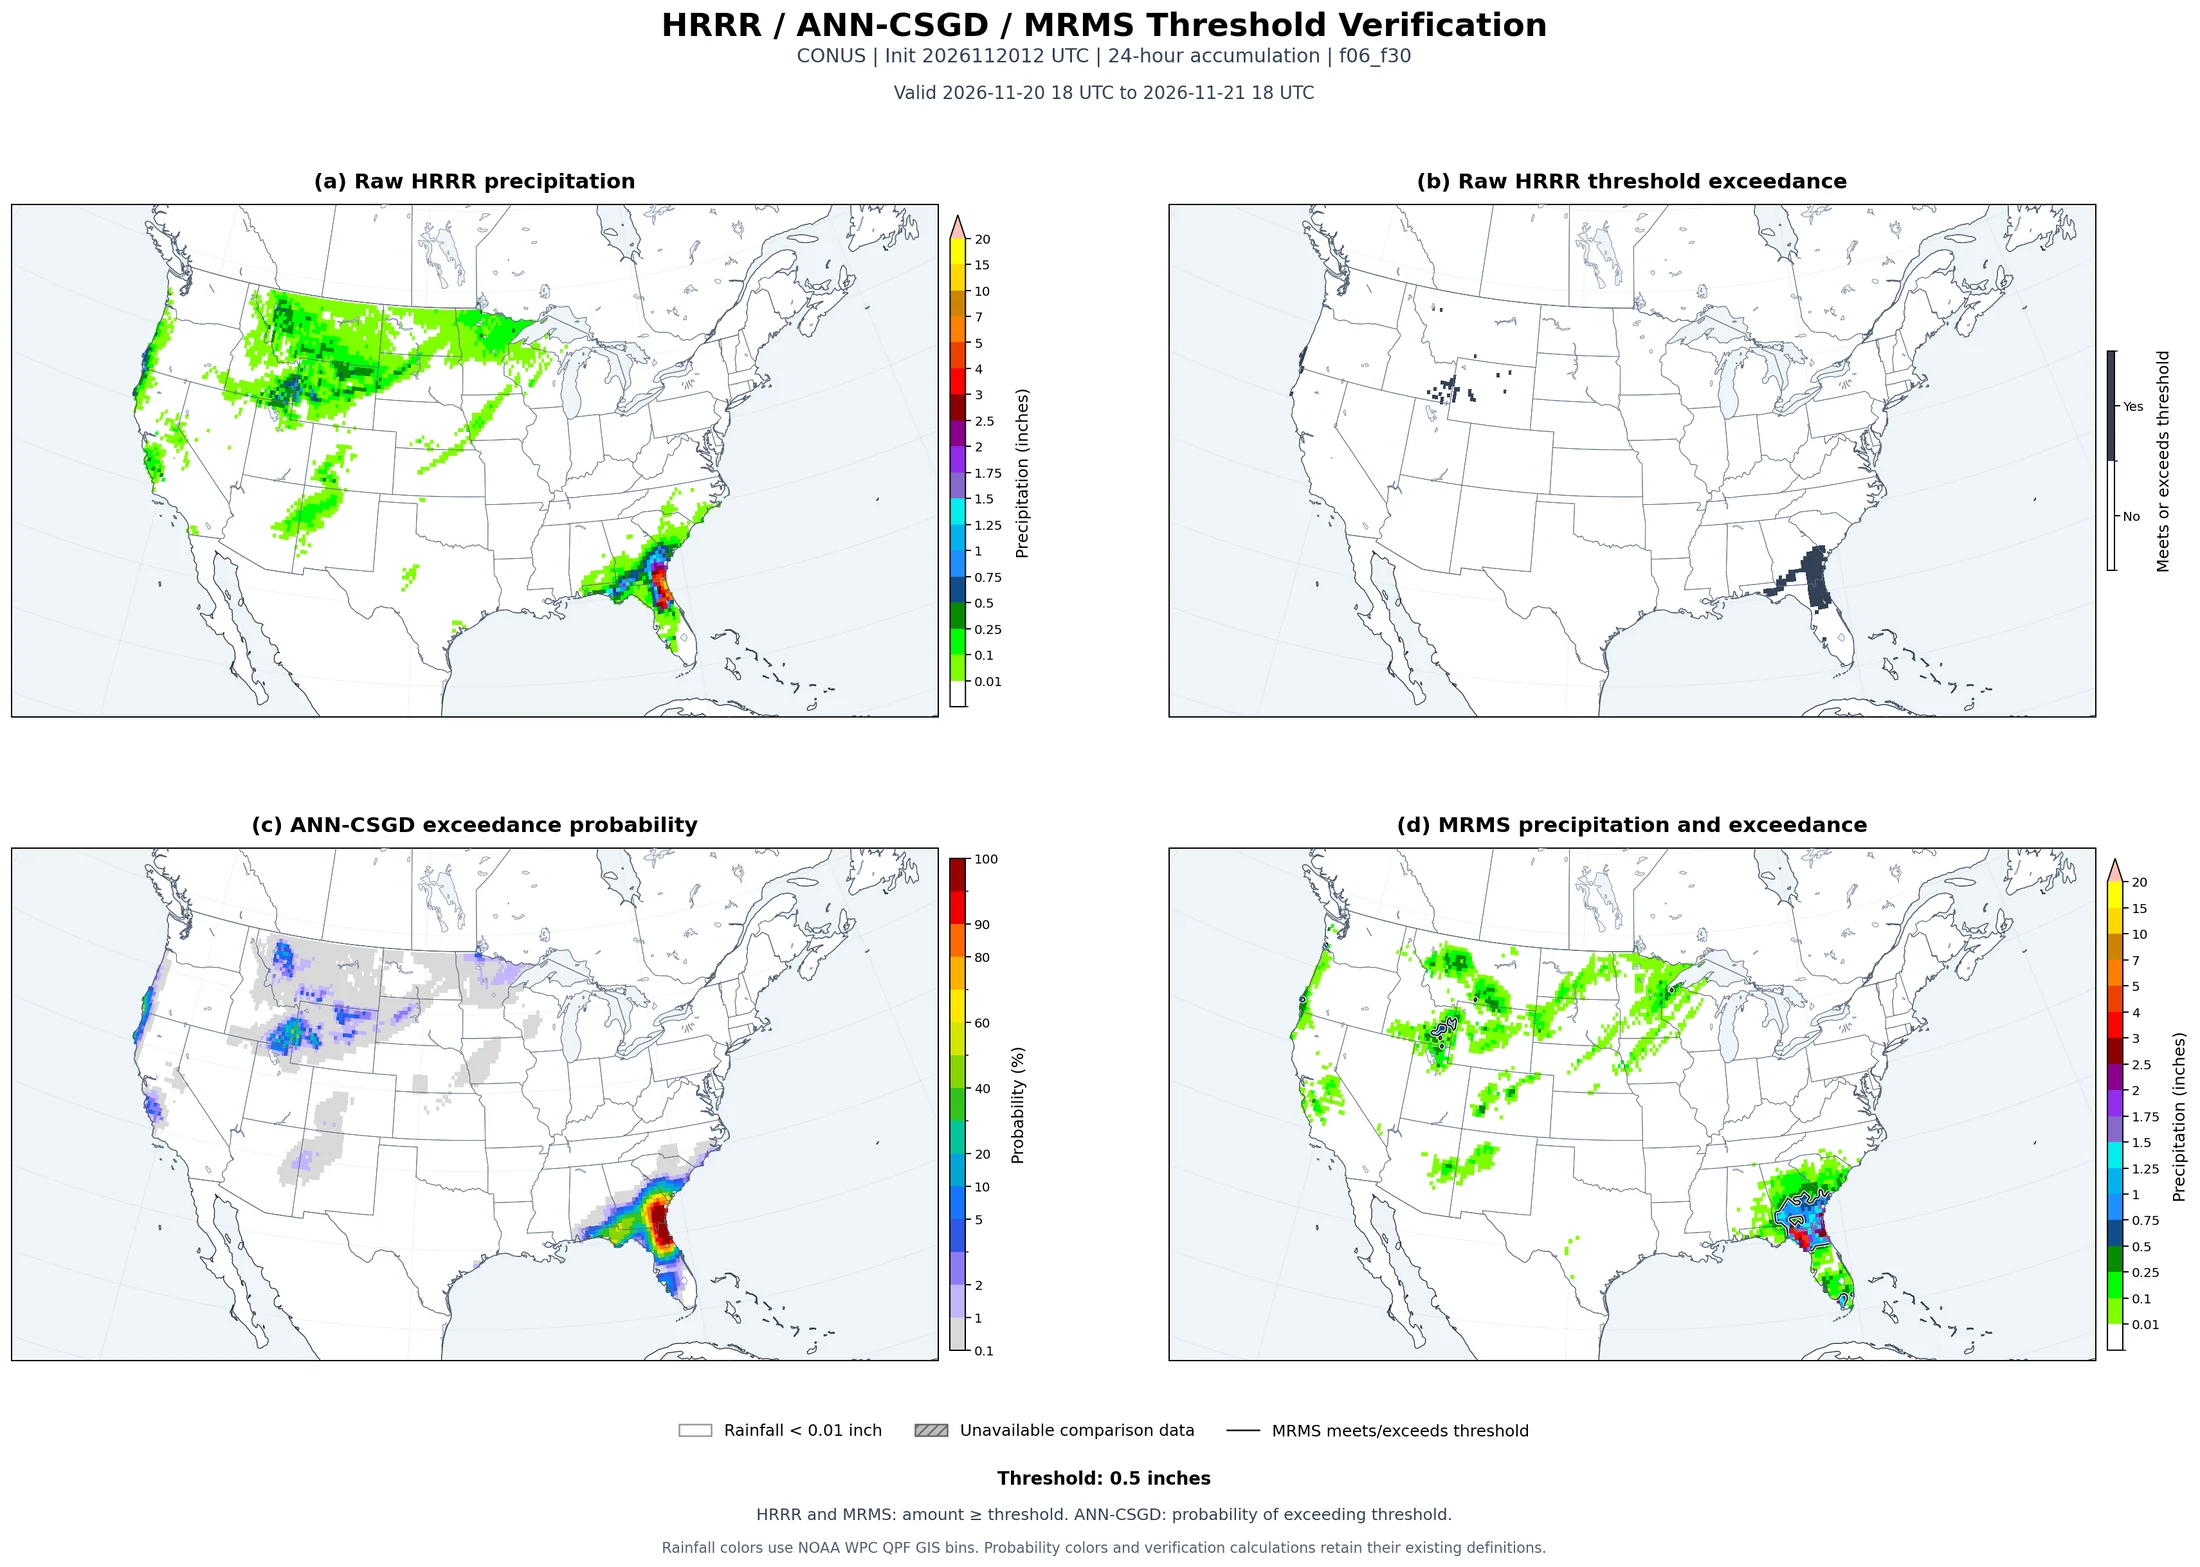 HRRR / ANN-CSGD / MRMS Threshold Verification
CONUS | Init 2026112012 UTC | 24-hour accumulation | f06_f30
Valid 2026-11-20 18 UTC to 2026-11-21 18 UTC
(a) Raw HRRR precipitation
20
15
10
7
5
4
3
2.5
2
1.75
1.5
1.25
1
0.75
0.5
0.25
0.1
0.01
Precipitation (inches)
(b) Raw HRRR threshold exceedance
Yes
No
Meets or exceeds threshold
(c) ANN-CSGD exceedance probability
100
90
80
60
40
20
10
5
2
1
0.1
Probability (%)
(d) MRMS precipitation and exceedance
20
15
10
7
5
4
3
2.5
2
1.75
1.5
1.25
1
0.75
0.5
0.25
0.1
0.01
Precipitation (inches)
Rainfall < 0.01 inch
Unavailable comparison data
MRMS meets/exceeds threshold
Threshold: 0.5 inches
HRRR and MRMS: amount ≥ threshold. ANN-CSGD: probability of exceeding threshold.
Rainfall colors use NOAA WPC QPF GIS bins. Probability colors and verification calculations retain their existing definitions.